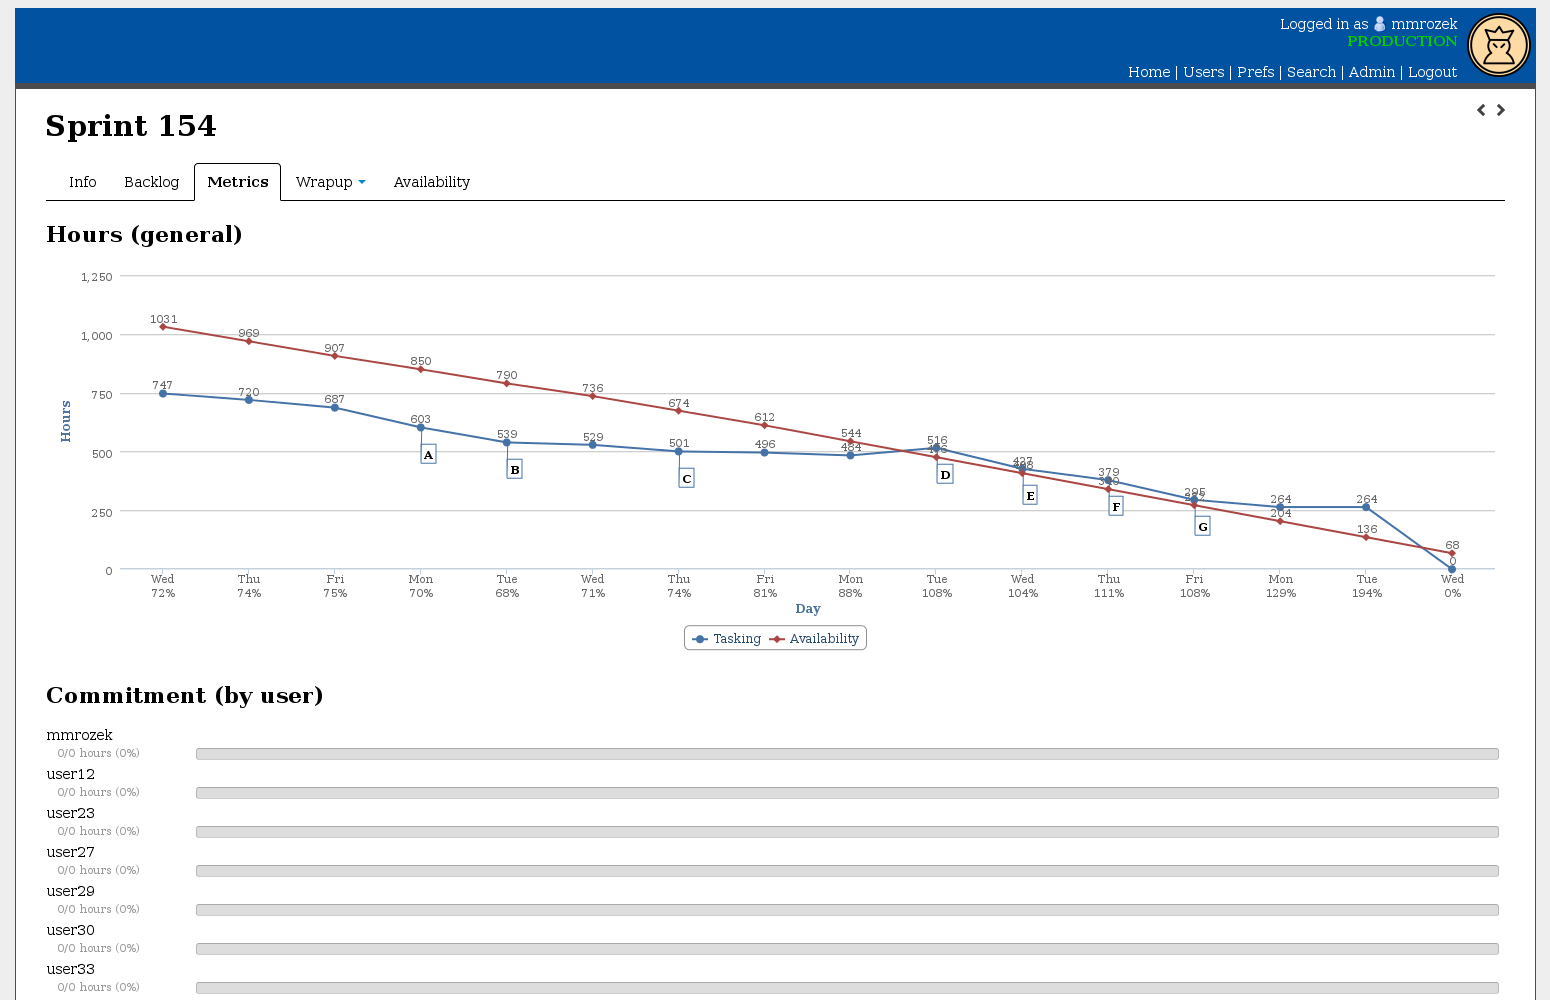 Logged in as mmrozek
PRODUCTION
Home | Users | Prefs | Search | Admin | Logout
Sprint 154
Info Backlog Metrics Wrapup Availability
Hours (general)
1,250
1,000
750
500
250
0
Hours
1031 969 907 850 790 736 674 612 544 204 136 68
747 720 687 603 539 529 501 496 484 516 427 379 295 264 264 0
A B C D E F G
Wed Thu Fri Mon Tue Wed Thu Fri Mon Tue Wed Thu Fri Mon Tue Wed
72% 74% 75% 70% 68% 71% 74% 81% 88% 108% 104% 111% 108% 129% 194% 0%
Day
Tasking Availability
Commitment (by user)
mmrozek
0/0 hours (0%)
user12
0/0 hours (0%)
user23
0/0 hours (0%)
user27
0/0 hours (0%)
user29
0/0 hours (0%)
user30
0/0 hours (0%)
user33
0/0 hours (0%)